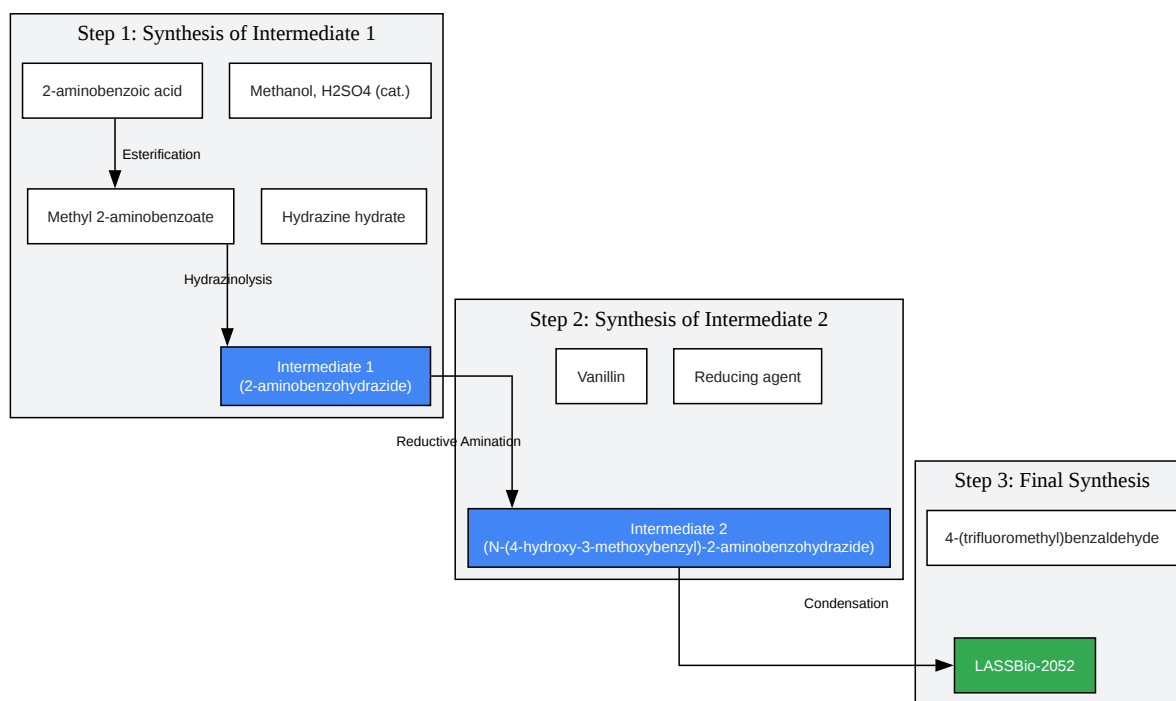 Step 1: Synthesis of Intermediate 1
2-aminobenzoic acid
Methanol, H2SO4 (cat.)
Esterification
Methyl 2-aminobenzoate
Hydrazine hydrate
Hydrazinolysis
Intermediate 1
(2-aminobenzohydrazide)
Step 2: Synthesis of Intermediate 2
Vanillin
Reducing agent
Reductive Amination
Intermediate 2
(N-(4-hydroxy-3-methoxybenzyl)-2-aminobenzohydrazide)
Condensation
Step 3: Final Synthesis
4-(trifluoromethyl)benzaldehyde
LASSBio-2052